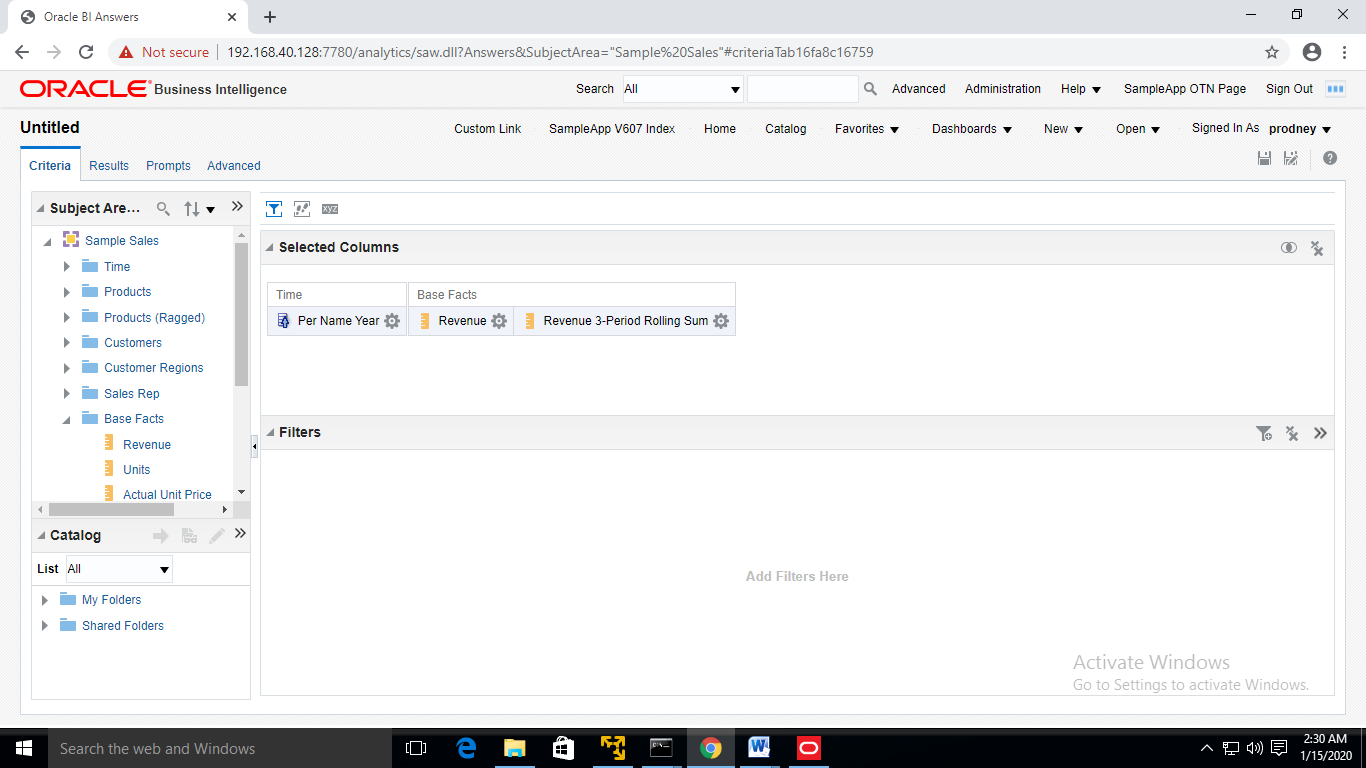 Oracle BI Answers
Not secure 192.168.40.128:7780/analytics/saw.dll?Answers&SubjectArea="Sample%20Sales"#criteriaTab16fa8c16759
ORACLE Business Intelligence Search All Advanced Administration Help SampleApp OTN Page Sign Out
Untitled Custom Link SampleApp V607 Index Home Catalog Favorites Dashboards New Open Signed In As prodney
Criteria Results Prompts Advanced
Subject Are...
xyz
Sample Sales
Time
Products
Products (Ragged)
Customers
Customer Regions
Sales Rep
Base Facts
Revenue
Units
Actual Unit Price
Selected Columns
Time Base Facts
Per Name Year Revenue Revenue 3-Period Rolling Sum
Filters
Add Filters Here
Catalog
List All
My Folders
Shared Folders
Activate Windows
Go to Settings to activate Windows.
Search the web and Windows
2:30 AM
1/15/2020